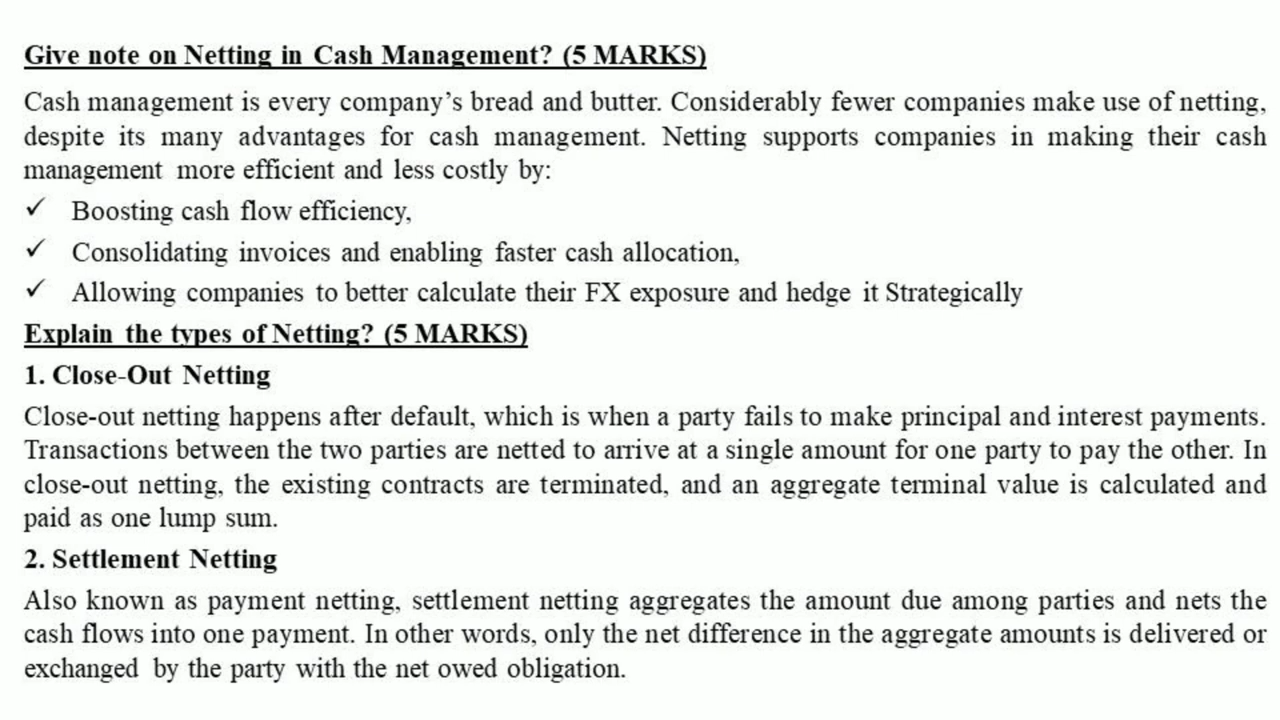 Give note on Netting in Cash Management? (5 MARKS)
Cash management is every company's bread and butter. Considerably fewer companies make use of netting,
despite its many advantages for cash management. Netting supports companies in making their cash
management more efficient and less costly by:
✓ Boosting cash flow efficiency,
✓ Consolidating invoices and enabling faster cash allocation,
✓ Allowing companies to better calculate their FX exposure and hedge it Strategically
Explain the types of Netting? (5 MARKS)
1. Close-Out Netting
Close-out netting happens after default, which is when a party fails to make principal and interest payments.
Transactions between the two parties are netted to arrive at a single amount for one party to pay the other. In
close-out netting, the existing contracts are terminated, and an aggregate terminal value is calculated and
paid as one lump sum.
2. Settlement Netting
Also known as payment netting, settlement netting aggregates the amount due among parties and nets the
cash flows into one payment. In other words, only the net difference in the aggregate amounts is delivered or
exchanged by the party with the net owed obligation.